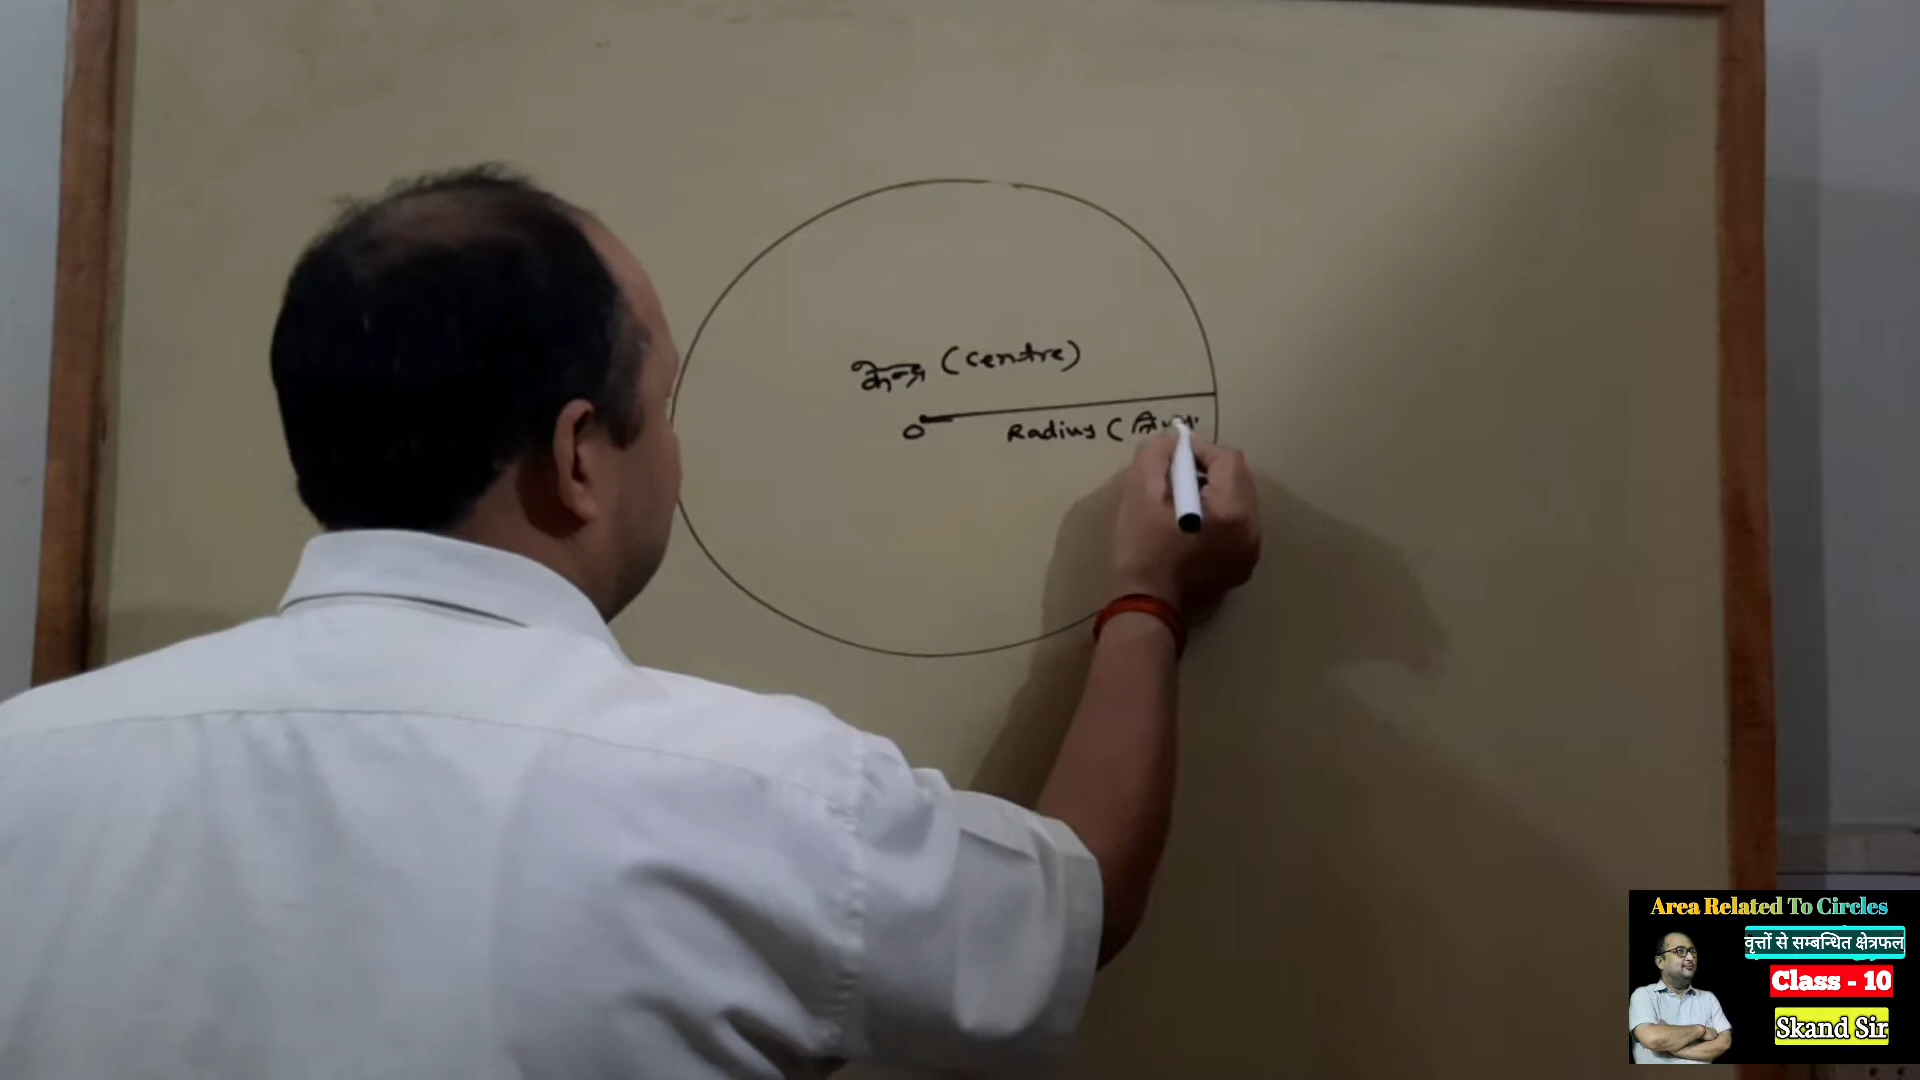 केन्द्र (centre)
O
Radius (
Area Related To Circles
वृत्तों से सम्बन्धित क्षेत्रफल
Class - 10
Skand Sir